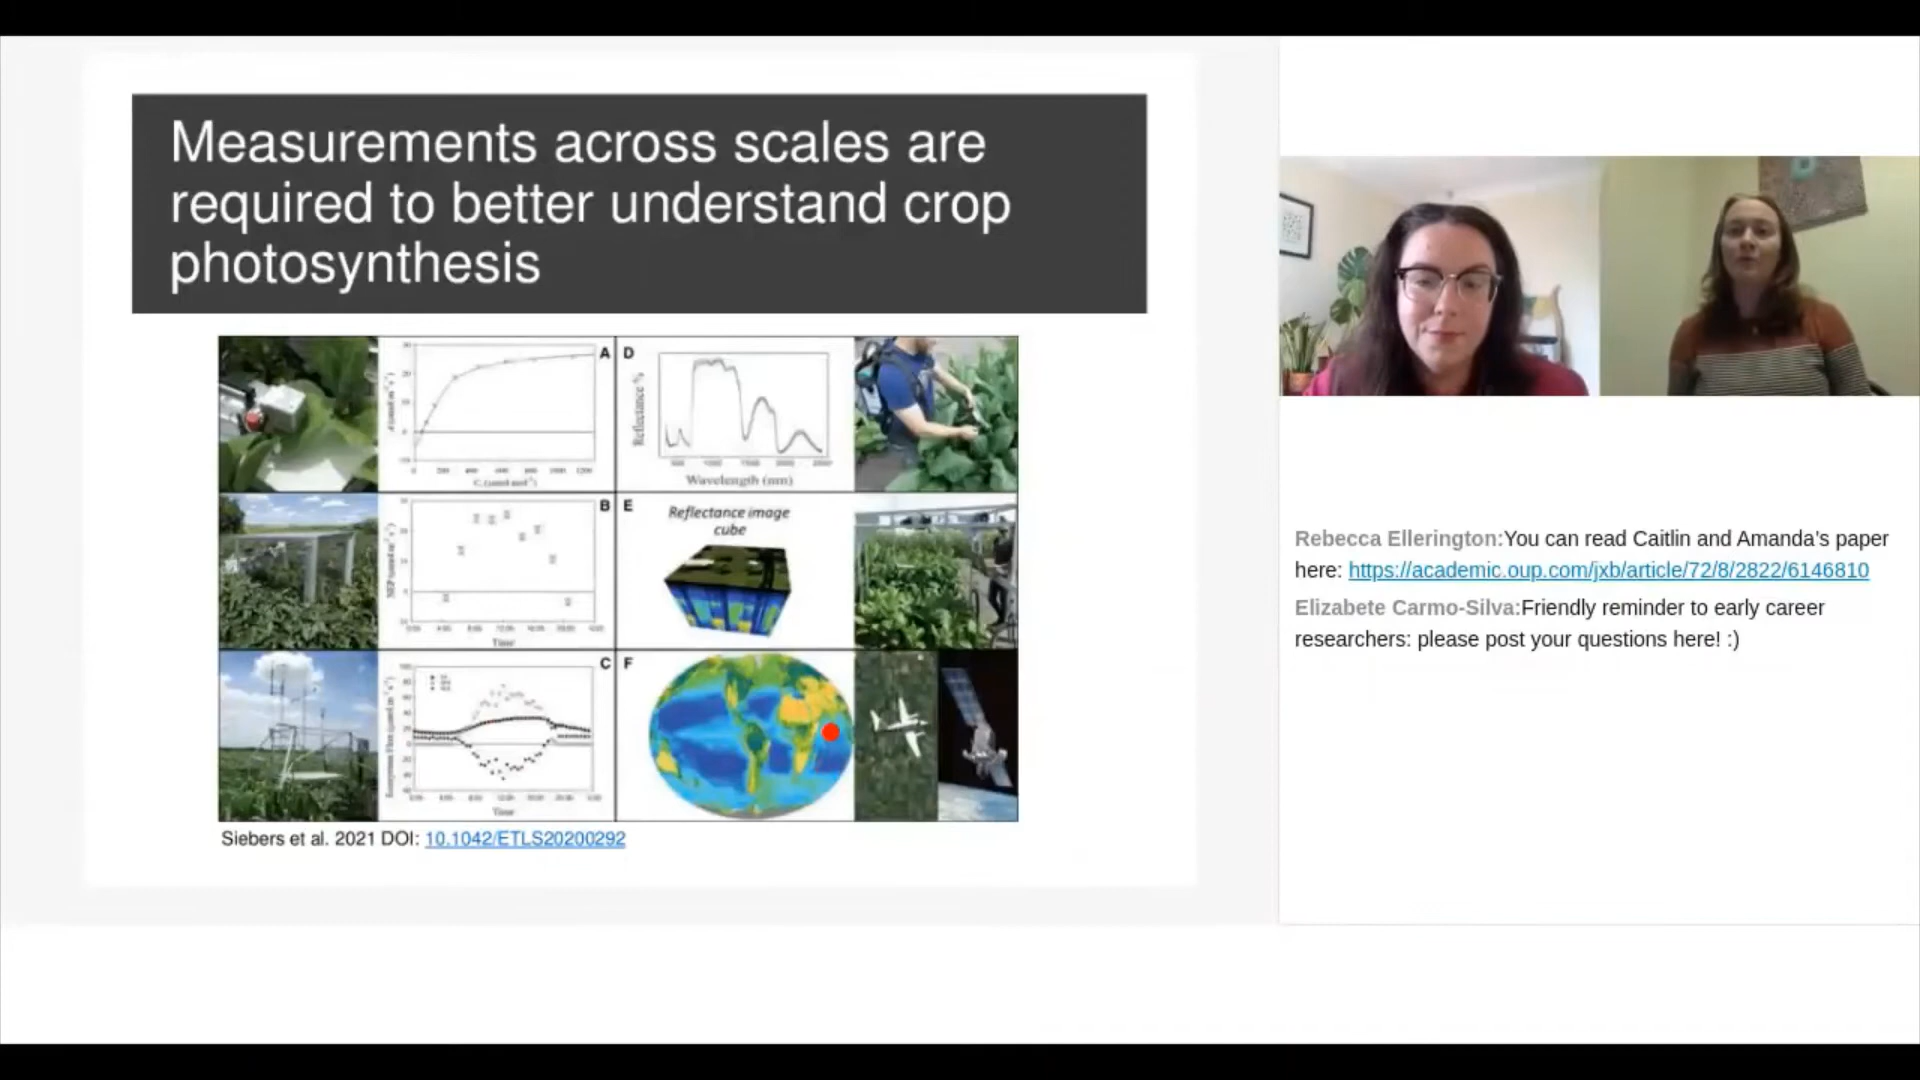 Measurements across scales are
required to better understand crop
photosynthesis
A
D
Reflectance %
Wavelength (nm)
B
E
Reflectance image
cube
Time
C
F
Time
Siebers et al. 2021 DOI: 10.1042/ETLS20200292
Rebecca Ellerington:You can read Caitlin and Amanda's paper
here: https://academic.oup.com/jxb/article/72/8/2822/6146810
Elizabete Carmo-Silva:Friendly reminder to early career
researchers: please post your questions here! :)